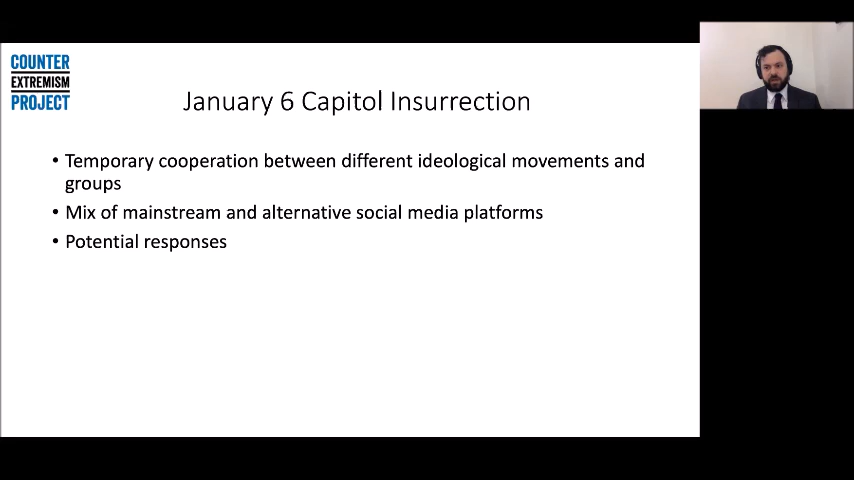 COUNTER
EXTREMISM
PROJECT
January 6 Capitol Insurrection
• Temporary cooperation between different ideological movements and
groups
• Mix of mainstream and alternative social media platforms
• Potential responses